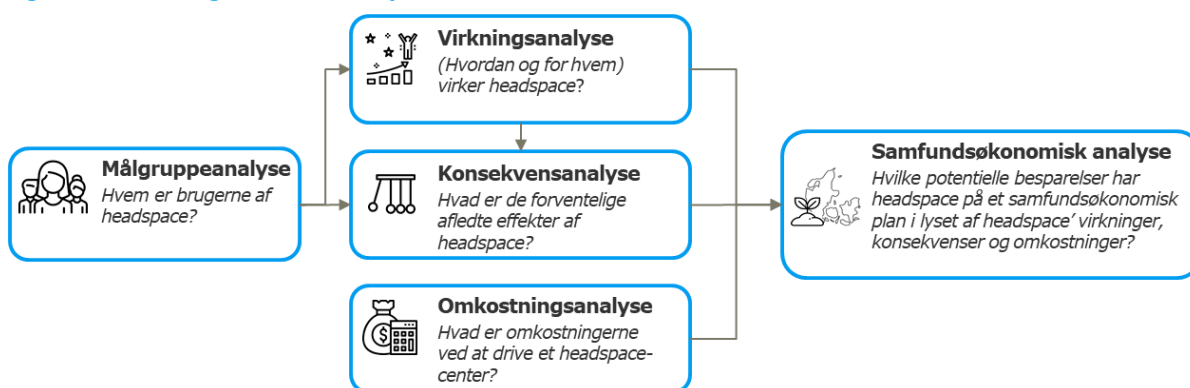 Målgruppeanalyse
Hvem er brugerne af
headspace?
Virkningsanalyse
(Hvordan og for hvem)
virker headspace?
Konsekvensanalyse
Hvad er de forventelige
afledte effekter af
headspace?
Omkostningsanalyse
Hvad er omkostningerne
ved at drive et headspace-
center?
Samfundsøkonomisk analyse
Hvilke potentielle besparelser har
headspace på et samfundsøkonomisk
plan i lyset af headspace’ virkninger,
konsekvenser og omkostninger?